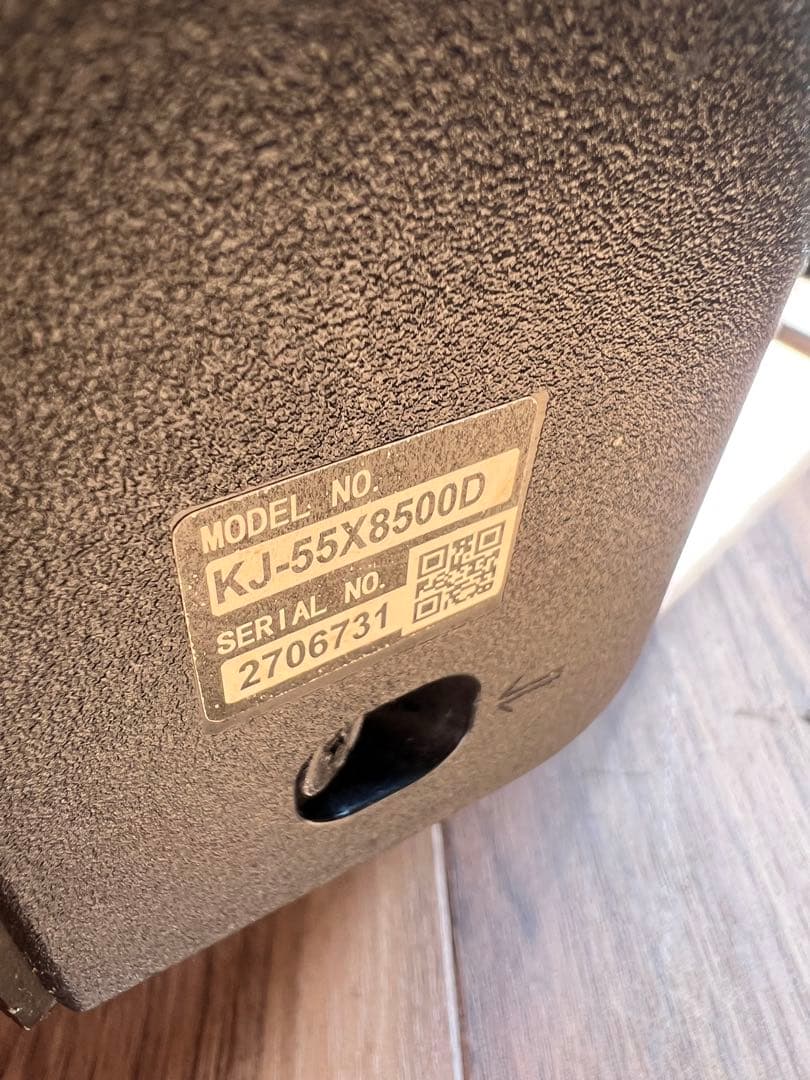 MODEL NO.
KJ-55X8500D
SERIAL NO.
2706731